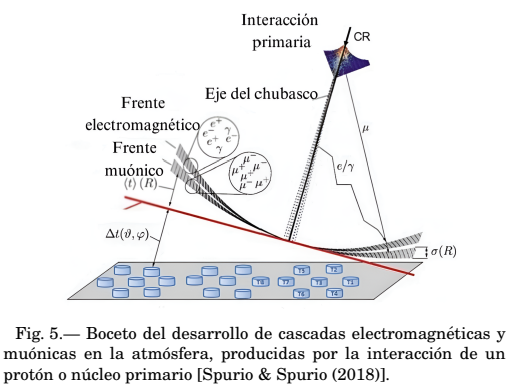 Interacción
primaria
CR
Eje del chubasco
Frente
electromagnético
e⁺
e⁻ γ e⁻
e⁺ e⁺
γ
Frente
muónico
μ⁻
μ⁺ μ⁻
μ⁺
μ⁻ μ⁺
μ
e/γ
⟨t⟩ (R)
Δt(ϑ,φ)
σ(R)
T5 T2
T8 T7 T3 T1
T6 T4
Fig. 5.— Boceto del desarrollo de cascadas electromagnéticas y
muónicas en la atmósfera, producidas por la interacción de un
protón o núcleo primario [Spurio & Spurio (2018)].